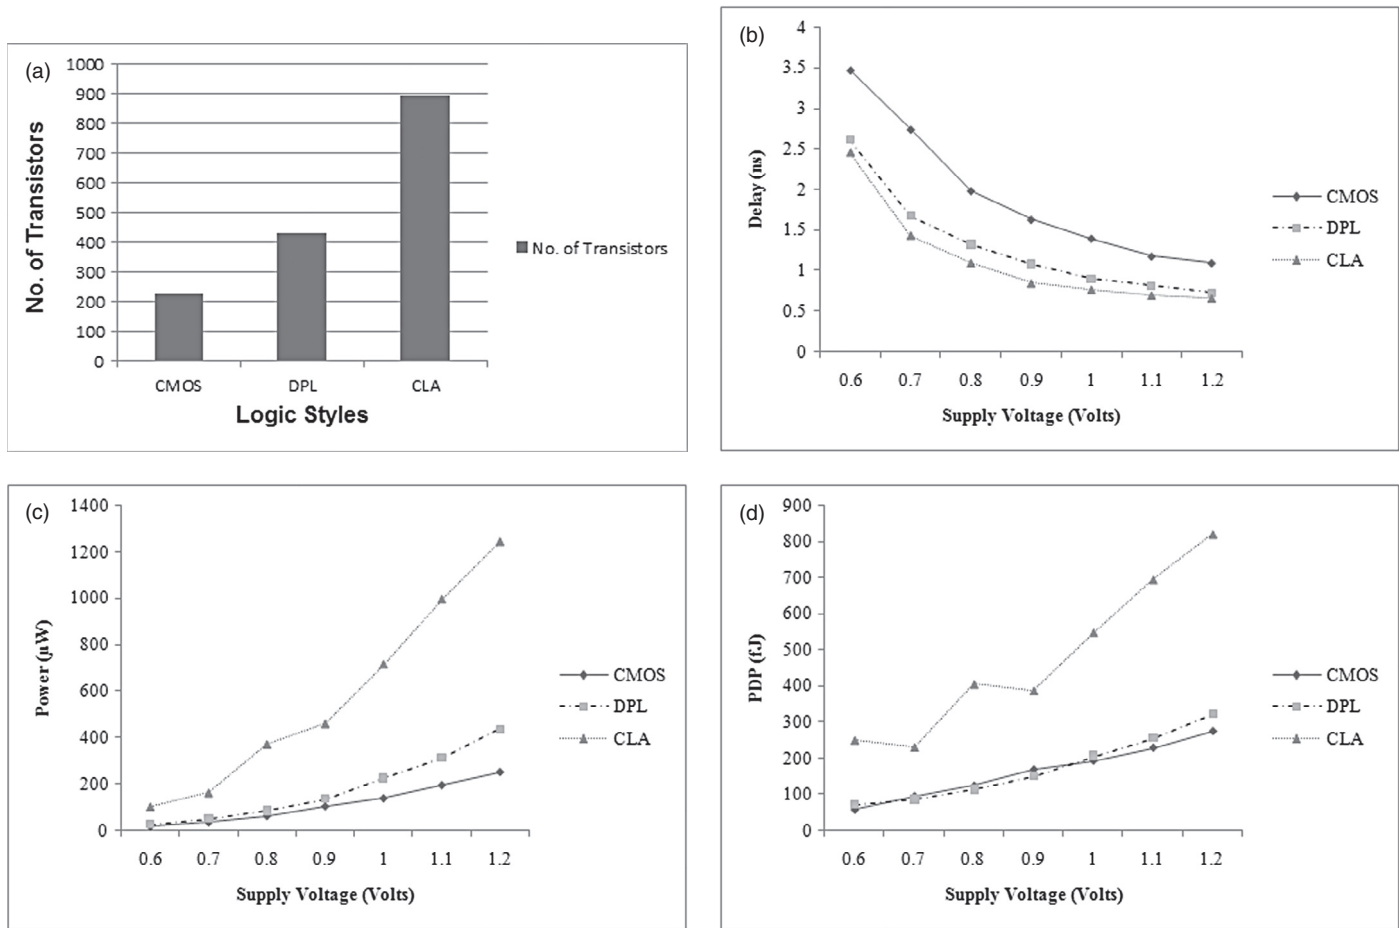 (a)
No. of Transistors
1000
900
800
700
600
500
400
300
200
100
0
CMOS DPL CLA
Logic Styles
No. of Transistors
(b)
Delay (ns)
4
3.5
3
2.5
2
1.5
1
0.5
0
0.6 0.7 0.8 0.9 1 1.1 1.2
Supply Voltage (Volts)
CMOS
DPL
CLA
(c)
Power (µW)
1400
1200
1000
800
600
400
200
0
0.6 0.7 0.8 0.9 1 1.1 1.2
Supply Voltage (Volts)
CMOS
DPL
CLA
(d)
PDP (fJ)
900
800
700
600
500
400
300
200
100
0
0.6 0.7 0.8 0.9 1 1.1 1.2
Supply Voltage (Volts)
CMOS
DPL
CLA